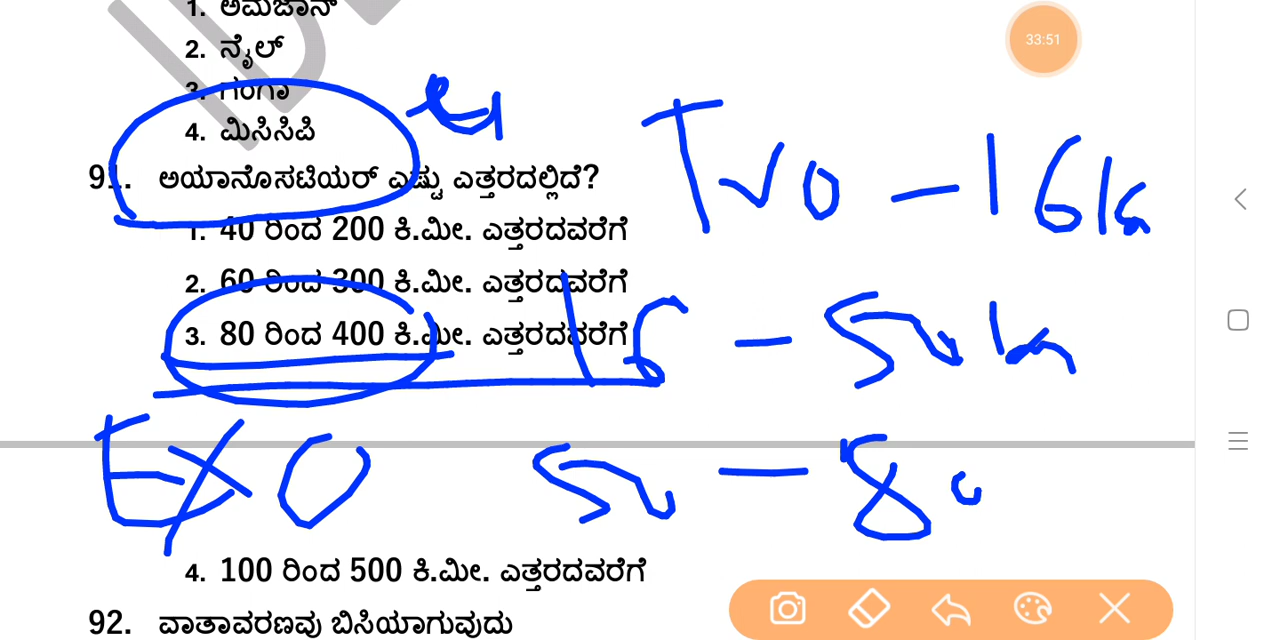 1. ಅಮೆಜಾನ್
33:51
2. ನೈಲ್
3. ಗಂಗಾ
4. ಮಿಸಿಸಿಪಿ
Tro - 16k
91. ಅಯಾನೊಸಟಿಯರ್ ಎಷ್ಟು ಎತ್ತರದಲ್ಲಿದೆ?
1. 40 ರಿಂದ 200 ಕಿ.ಮೀ. ಎತ್ತರದವರೆಗೆ
2. 60 ರಿಂದ 300 ಕಿ.ಮೀ. ಎತ್ತರದವರೆಗೆ
3. 80 ರಿಂದ 400 ಕಿ.ಮೀ. ಎತ್ತರದವರೆಗೆ
16 - 50k
EXO 50 - 80
4. 100 ರಿಂದ 500 ಕಿ.ಮೀ. ಎತ್ತರದವರೆಗೆ
92. ವಾತಾವರಣವು ಬಿಸಿಯಾಗುವುದು